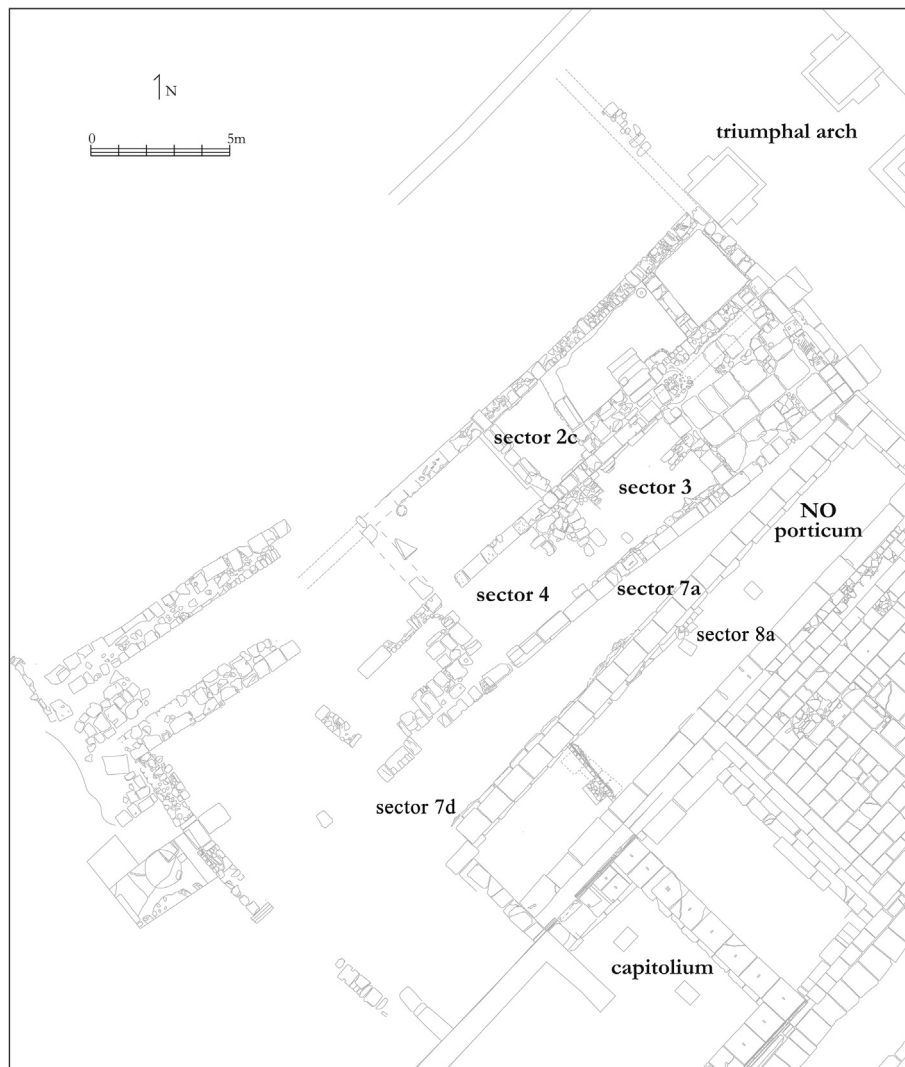 N
0 5m
triumphal arch
sector 2c
sector 3
NO
porticum
sector 7a
sector 4
sector 8a
sector 7d
capitolium